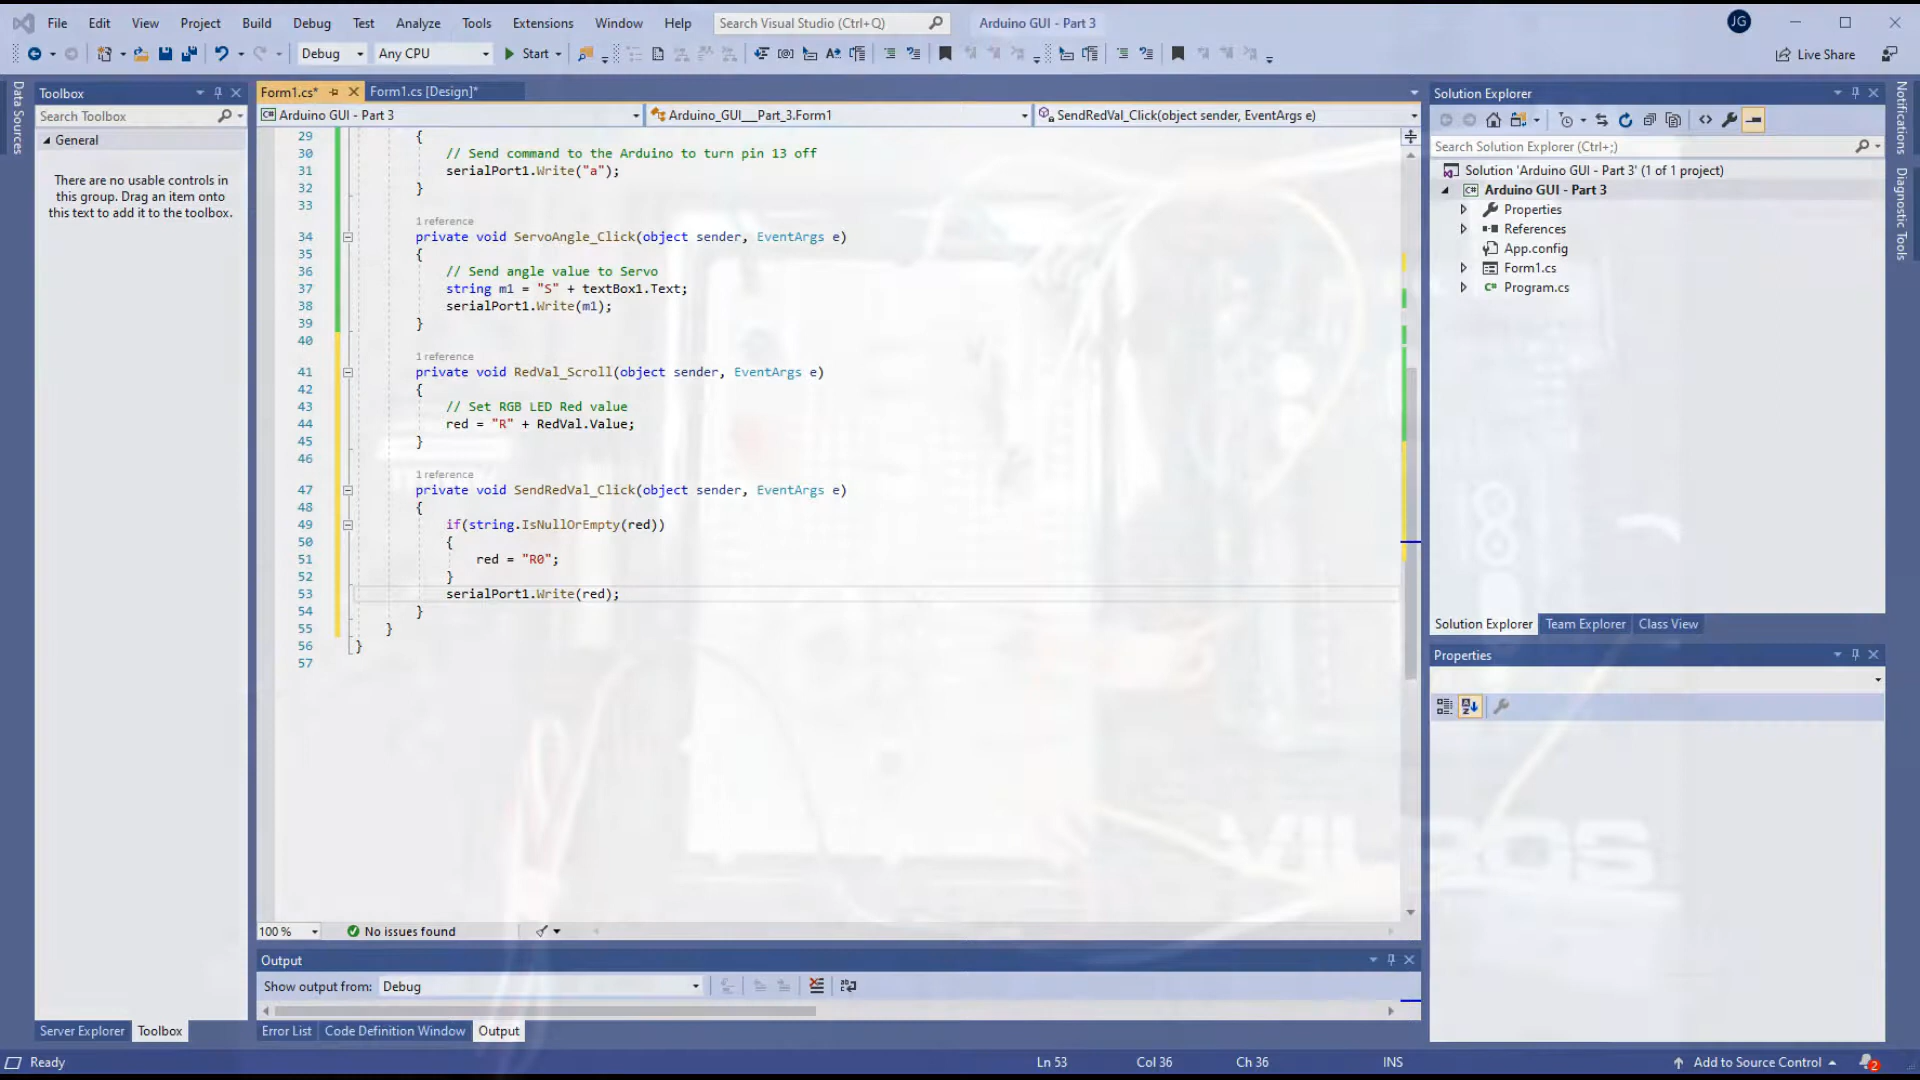 File Edit View Project Build Debug Test Analyze Tools Extensions Window Help Search Visual Studio (Ctrl+Q) Arduino GUI - Part 3 JG
Debug Any CPU Start Live Share
Data Sources
Toolbox
Search Toolbox
General
There are no usable controls in
this group. Drag an item onto
this text to add it to the toolbox.
Server Explorer Toolbox
Form1.cs* Form1.cs [Design]*
Arduino GUI - Part 3 Arduino_GUI___Part_3.Form1 SendRedVal_Click(object sender, EventArgs e)
29 {
30 // Send command to the Arduino to turn pin 13 off
31 serialPort1.Write("a");
32 }
33
1 reference
34 private void ServoAngle_Click(object sender, EventArgs e)
35 {
36 // Send angle value to Servo
37 string m1 = "S" + textBox1.Text;
38 serialPort1.Write(m1);
39 }
40
1 reference
41 private void RedVal_Scroll(object sender, EventArgs e)
42 {
43 // Set RGB LED Red value
44 red = "R" + RedVal.Value;
45 }
46
1 reference
47 private void SendRedVal_Click(object sender, EventArgs e)
48 {
49 if(string.IsNullOrEmpty(red))
50 {
51 red = "R0";
52 }
53 serialPort1.Write(red);
54 }
55 }
56 }
57
100 % No issues found
Output
Show output from: Debug
Error List Code Definition Window Output
Solution Explorer
Search Solution Explorer (Ctrl+;)
Solution 'Arduino GUI - Part 3' (1 of 1 project)
Arduino GUI - Part 3
Properties
References
App.config
Form1.cs
Program.cs
Solution Explorer Team Explorer Class View
Properties
Notifications
Diagnostic Tools
VILROS
Ready Ln 53 Col 36 Ch 36 INS Add to Source Control 2